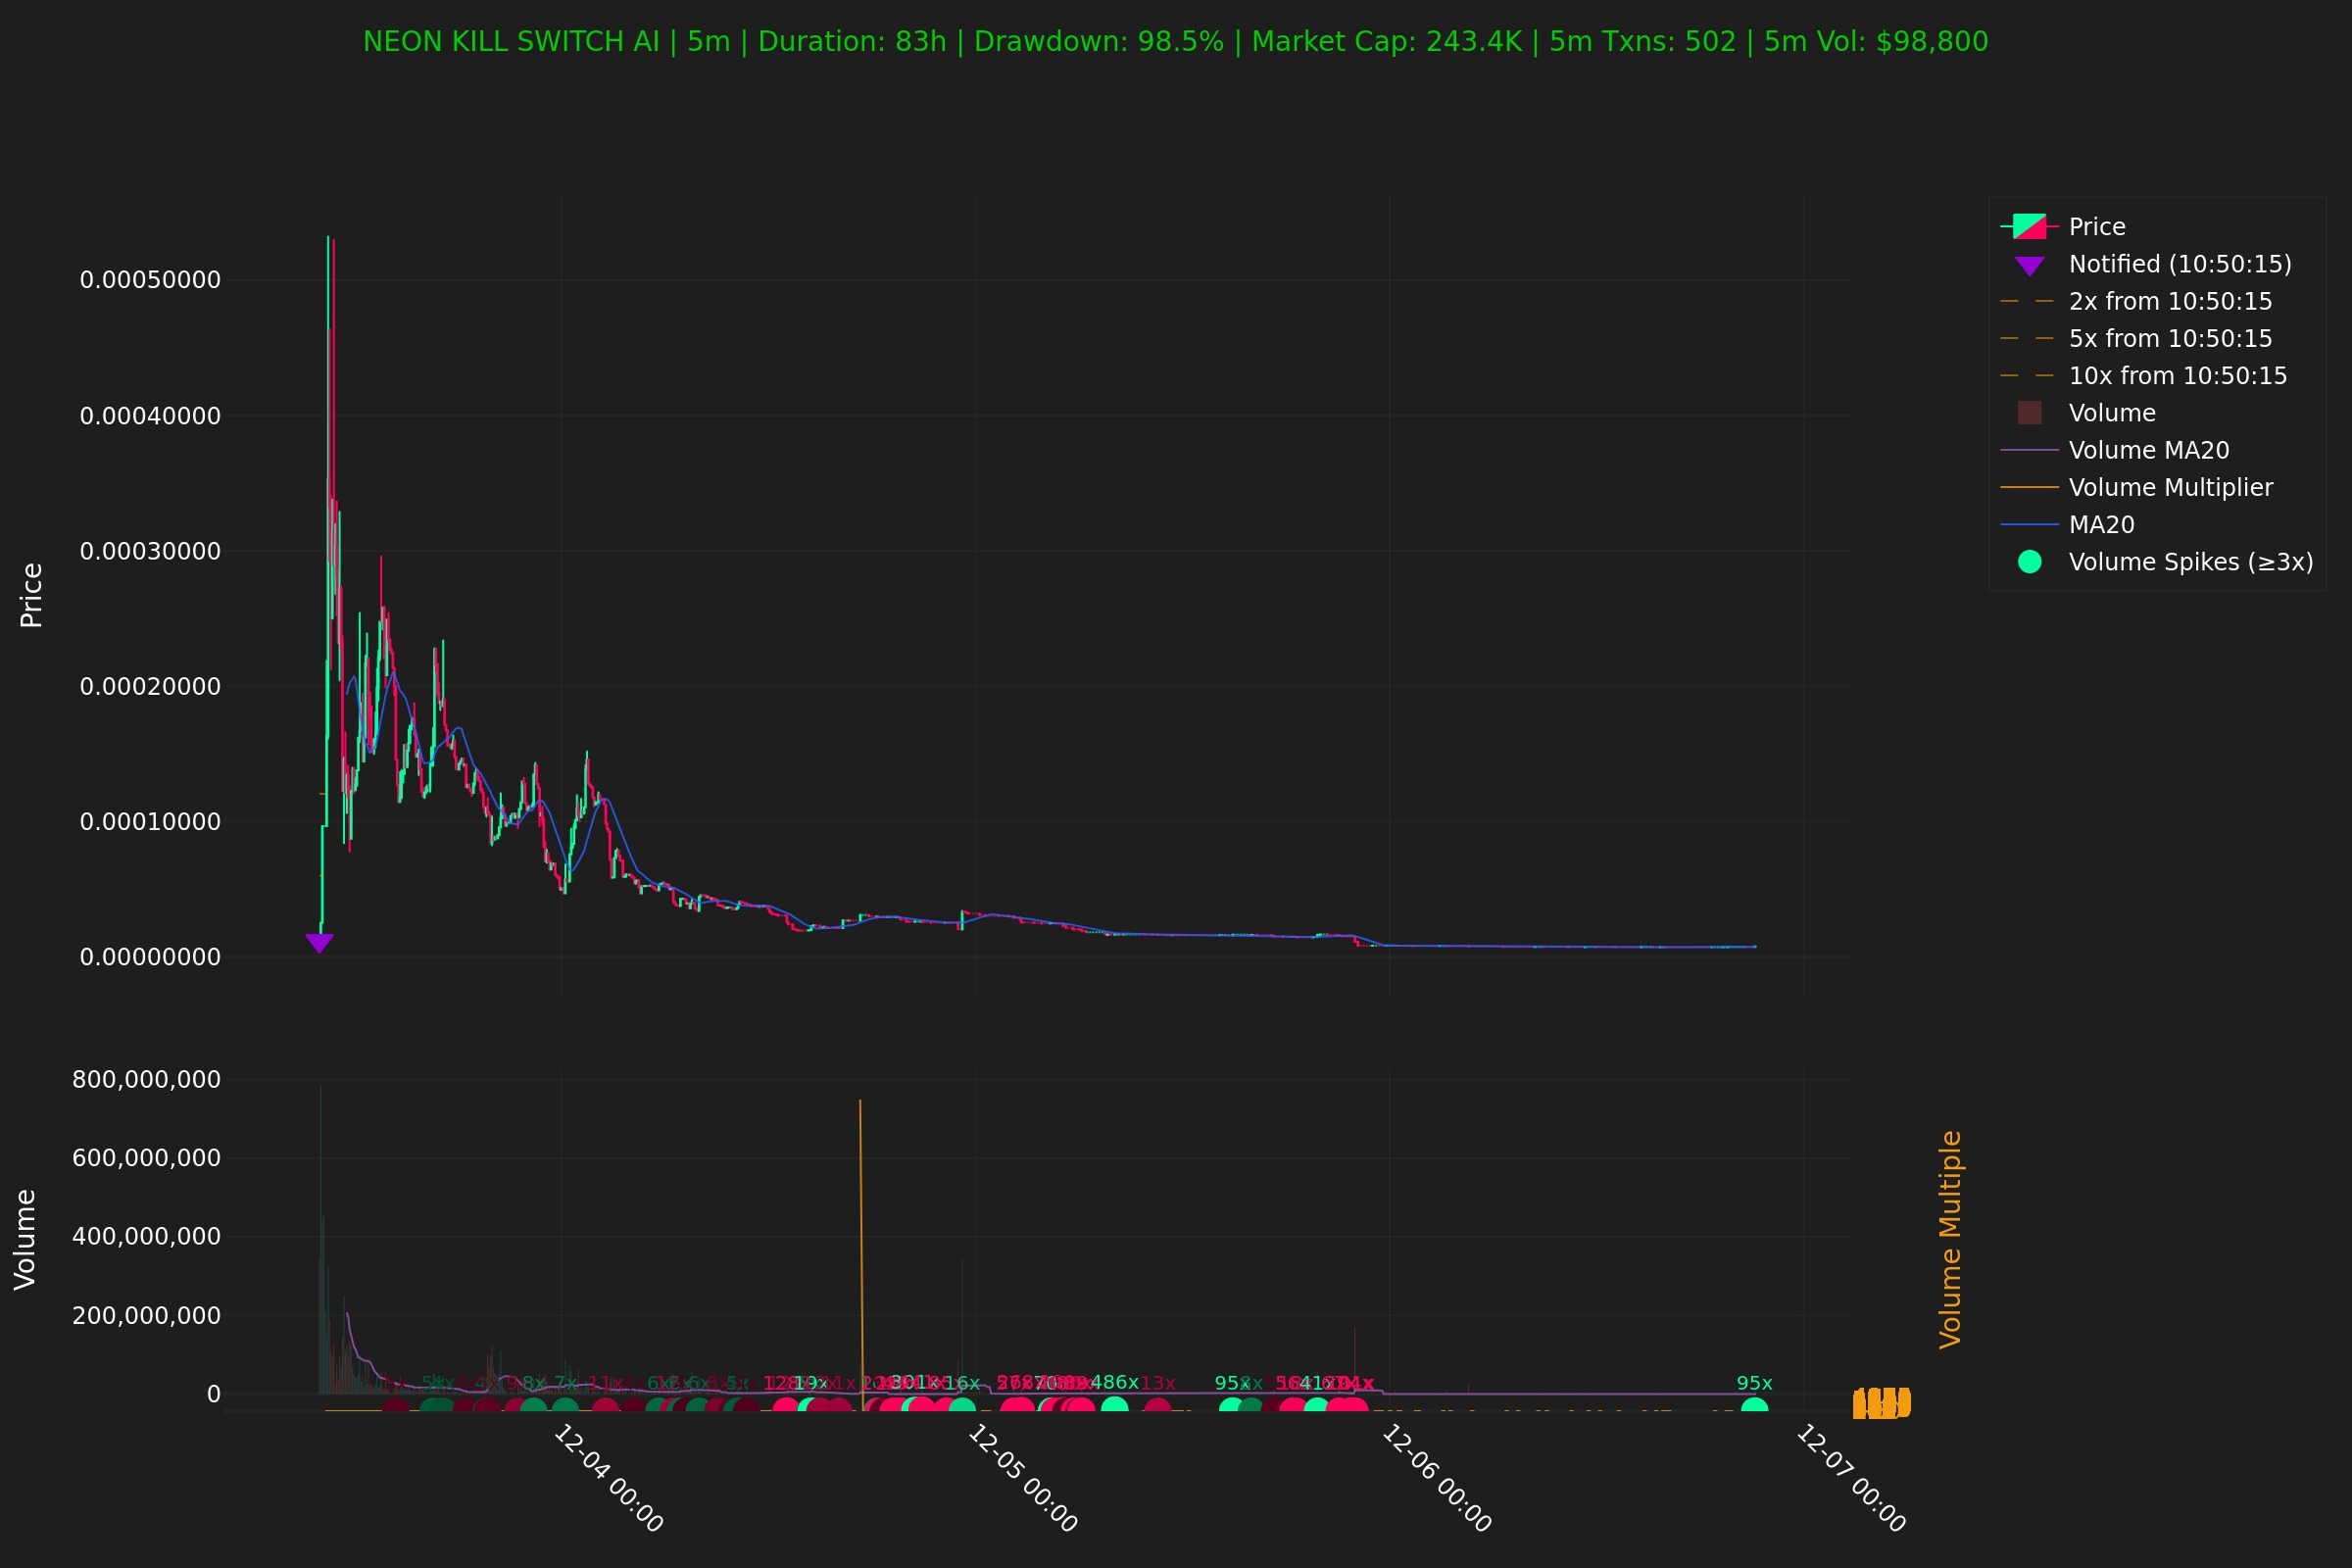 NEON KILL SWITCH AI | 5m | Duration: 83h | Drawdown: 98.5% | Market Cap: 243.4K | 5m Txns: 502 | 5m Vol: $98,800
Price
0.00050000
0.00040000
0.00030000
0.00020000
0.00010000
0.00000000
Price
Notified (10:50:15)
2x from 10:50:15
5x from 10:50:15
10x from 10:50:15
Volume
Volume MA20
Volume Multiplier
MA20
Volume Spikes (≥3x)
Volume
800,000,000
600,000,000
400,000,000
200,000,000
0
Volume Multiple
8x
7x
11x
19x
16x
486x
13x
95x
8x
95x
12-04 00:00
12-05 00:00
12-06 00:00
12-07 00:00